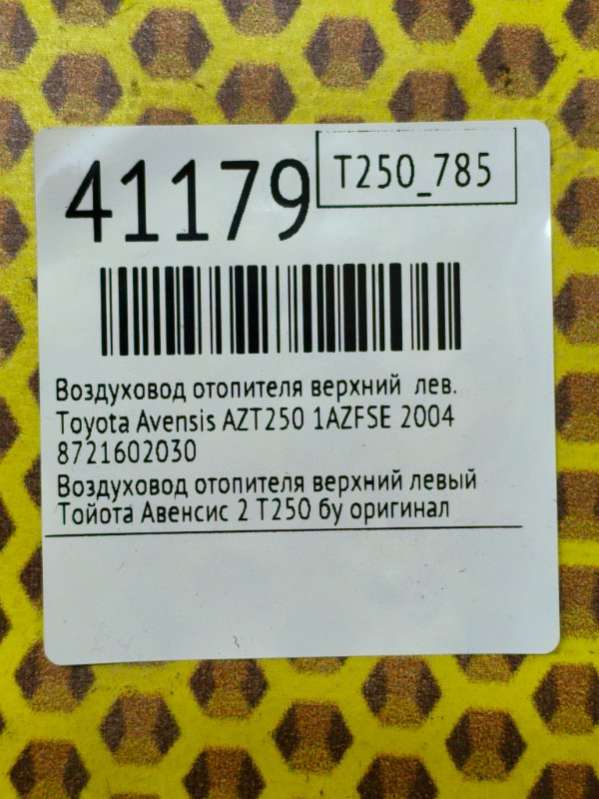 41179
T250_785
Воздуховод отопителя верхний лев.
Toyota Avensis AZT250 1AZFSE 2004
8721602030
Воздуховод отопителя верхний левый
Тойота Авенсис 2 Т250 бу оригинал